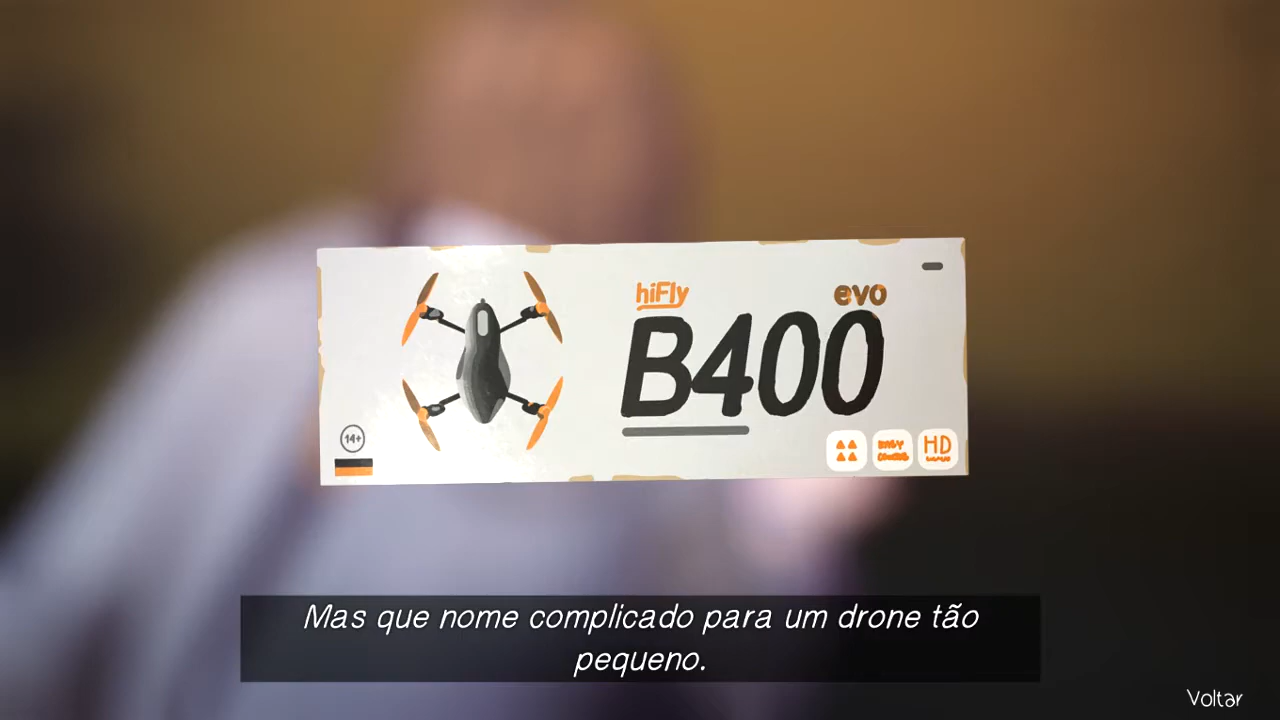 hiFly
evo
B400
14+
HD
Mas que nome complicado para um drone tão
pequeno.
Voltar